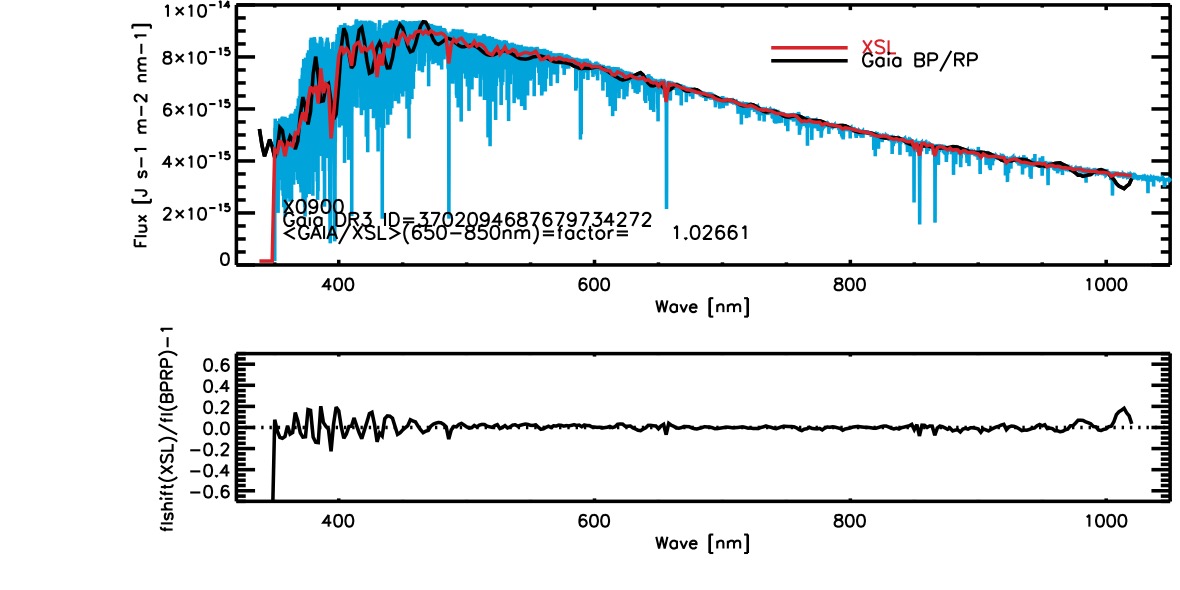 1×10−14
8×10−15
6×10−15
4×10−15
2×10−15
0
Flux [J s−1 m−2 nm−1]
XSL
Gaia BP/RP
X0900
Gaia DR3 ID=3702094687679734272
<GAIA/XSL>(650−850nm)=factor= 1.02661
400 600 800 1000
Wave [nm]
flshift(XSL)/fl(BPRP)−1
0.6
0.4
0.2
0.0
−0.2
−0.4
−0.6
400 600 800 1000
Wave [nm]